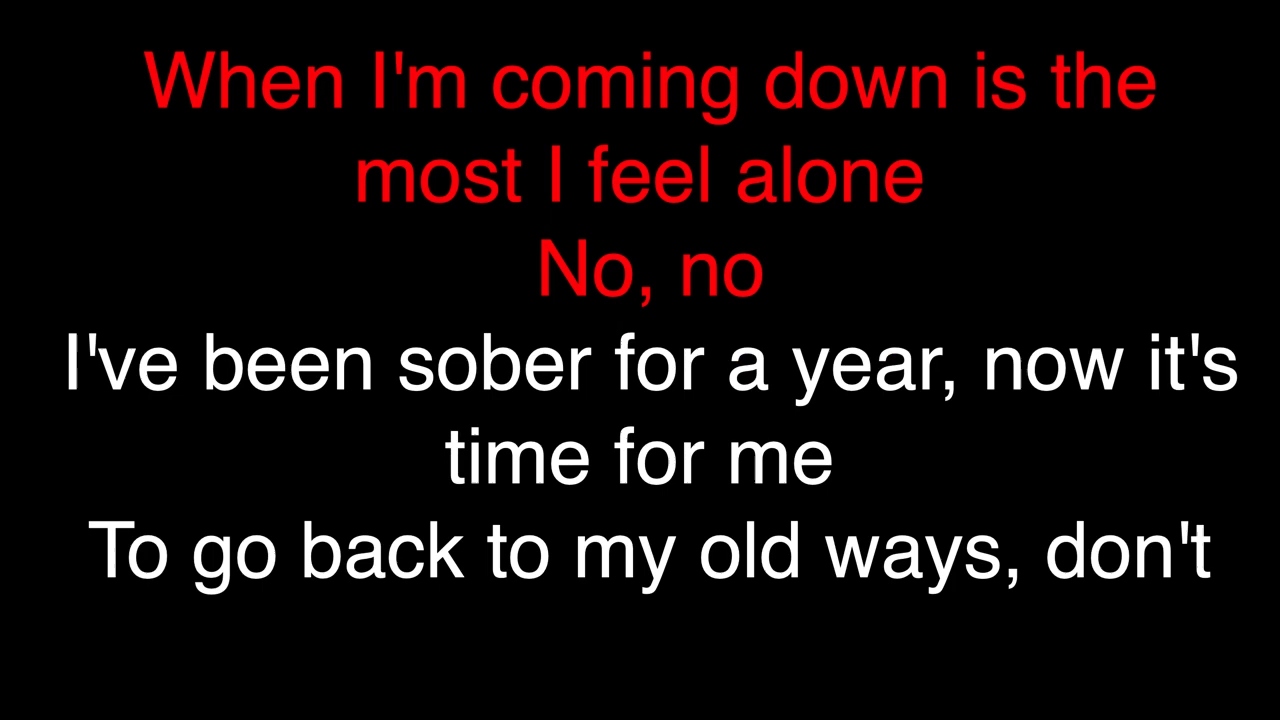 When I'm coming down is the
most I feel alone
No, no
I've been sober for a year, now it's
time for me
To go back to my old ways, don't